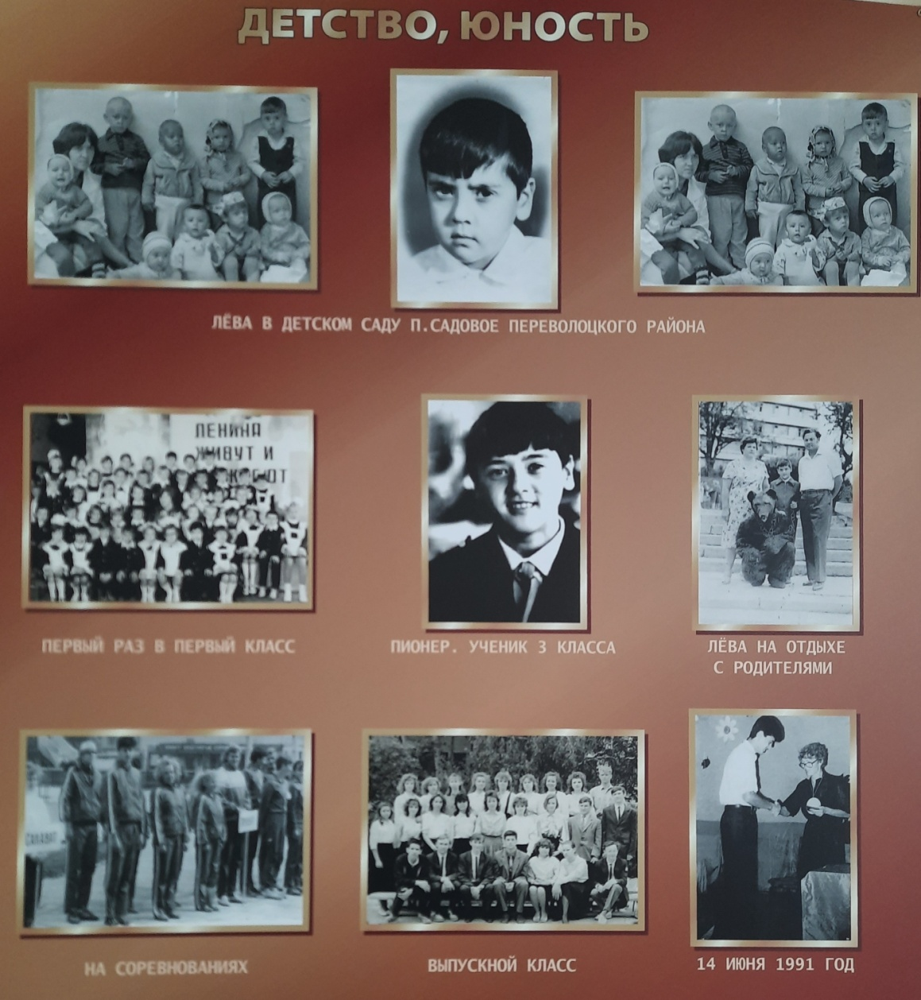 ДЕТСТВО, ЮНОСТЬ
ЛЁВА В ДЕТСКОМ САДУ П.САДОВОЕ ПЕРЕВОЛОЦКОГО РАЙОНА
ЛЕНИНА
ЖИВУТ И
ПЕРВЫЙ РАЗ В ПЕРВЫЙ КЛАСС
ПИОНЕР. УЧЕНИК 3 КЛАССА
ЛЁВА НА ОТДЫХЕ
С РОДИТЕЛЯМИ
САЛАВАТ
НА СОРЕВНОВАНИЯХ
ВЫПУСКНОЙ КЛАСС
14 ИЮНЯ 1991 ГОД